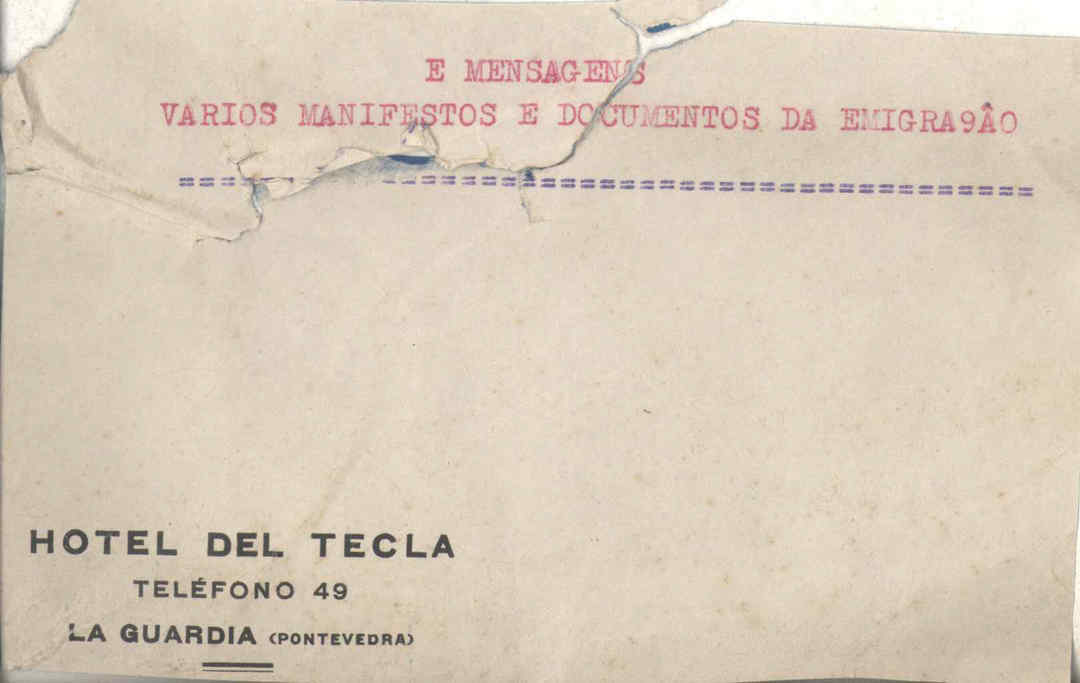 E MENSAGENS
VARIOS MANIFESTOS E DOCUMENTOS DA EMIGRA9ÂO
===========================================
HOTEL DEL TECLA
TELÉFONO 49
LA GUARDIA (PONTEVEDRA)